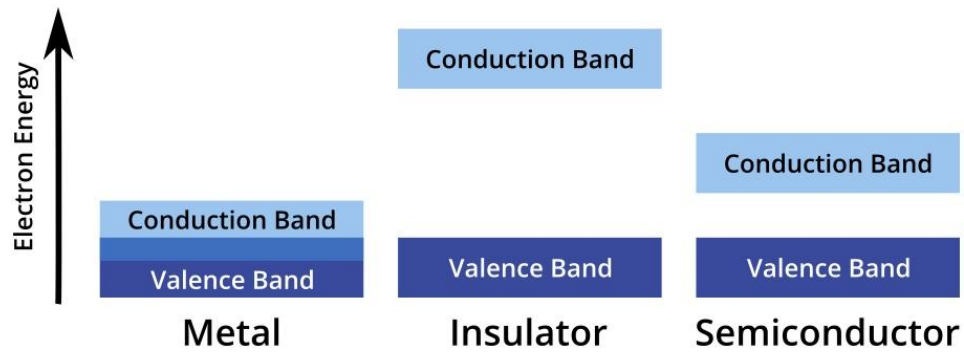 Electron Energy
Conduction Band
Valence Band
Metal
Conduction Band
Valence Band
Insulator
Conduction Band
Valence Band
Semiconductor